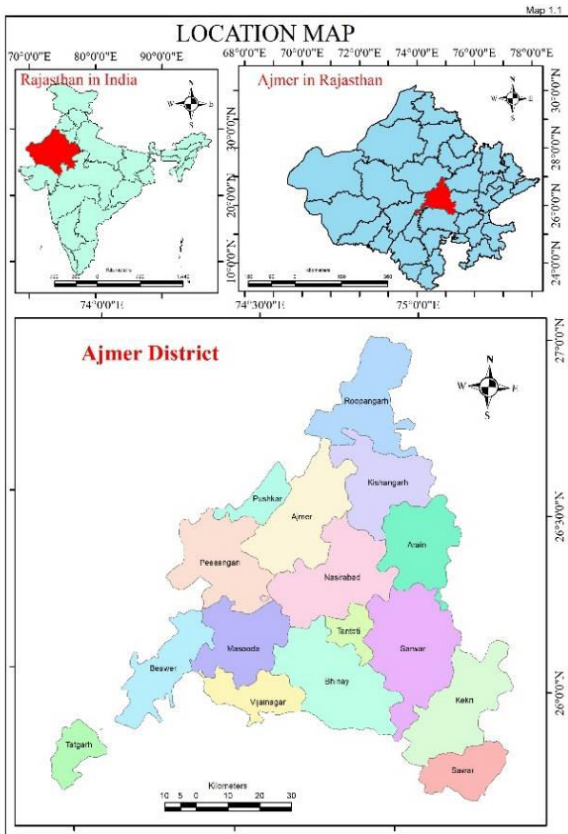 Map 1.1
LOCATION MAP
70°0'0"E 80°0'0"E 90°0'0"E
68°0'0"E 70°0'0"E 72°0'0"E 74°0'0"E 76°0'0"E 78°0'0"E
Rajasthan in India
N
W E
S
30°0'0"N
20°0'0"N
10°0'0"N
Kilometers
Ajmer in Rajasthan
N
W E
S
30°0'0"N
28°0'0"N
26°0'0"N
24°0'0"N
Kilometers
74°0'0"E 74°30'0"E 75°0'0"E
Ajmer District
N
W E
S
27°0'0"N
26°30'0"N
26°0'0"N
Roopangarh
Kishangarh
Pushkar
Ajmer
Arain
Peesangan
Nasirabad
Tantoti
Masooda
Sarwar
Beawer
Bhinay
Vijainagar
Kekri
Tatgarh
Sawar
Kilometers
10 5 0 10 20 30